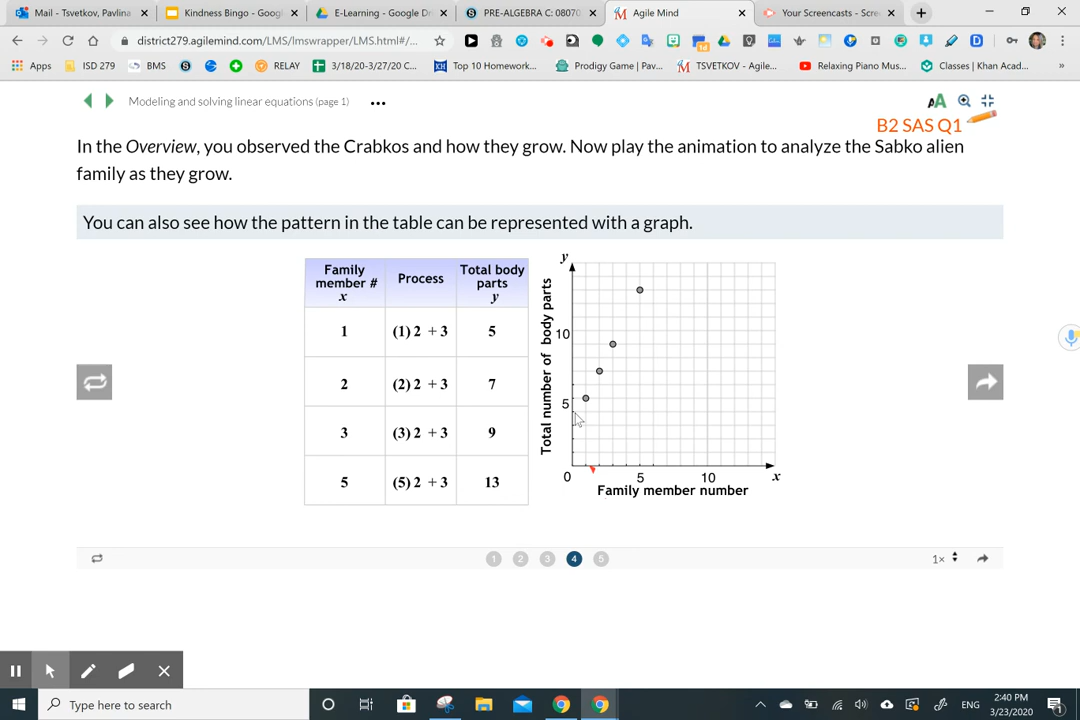 Mail - Tsvetkov, Pavlina × Kindness Bingo - Goog × E-Learning - Google Dr × PRE-ALGEBRA C: 0807 × Agile Mind × Your Screencasts - Scre × +
district279.agilemind.com/LMS/lmswrapper/LMS.html#/...
Apps ISD 279 BMS RELAY 3/18/20-3/27/20 C... Top 10 Homework... Prodigy Game | Pav... TSVETKOV - Agile... Relaxing Piano Mus... Classes | Khan Acad... »
Modeling and solving linear equations (page 1) ••• AA
B2 SAS Q1
In the Overview, you observed the Crabkos and how they grow. Now play the animation to analyze the Sabko alien
family as they grow.
You can also see how the pattern in the table can be represented with a graph.
Family member # x Process Total body parts y
1 (1) 2 + 3 5
2 (2) 2 + 3 7
3 (3) 2 + 3 9
5 (5) 2 + 3 13
y
Total number of body parts
10
5
0 5 10 x
Family member number
1 2 3 4 5 1×
Type here to search
ENG 2:40 PM
3/23/2020